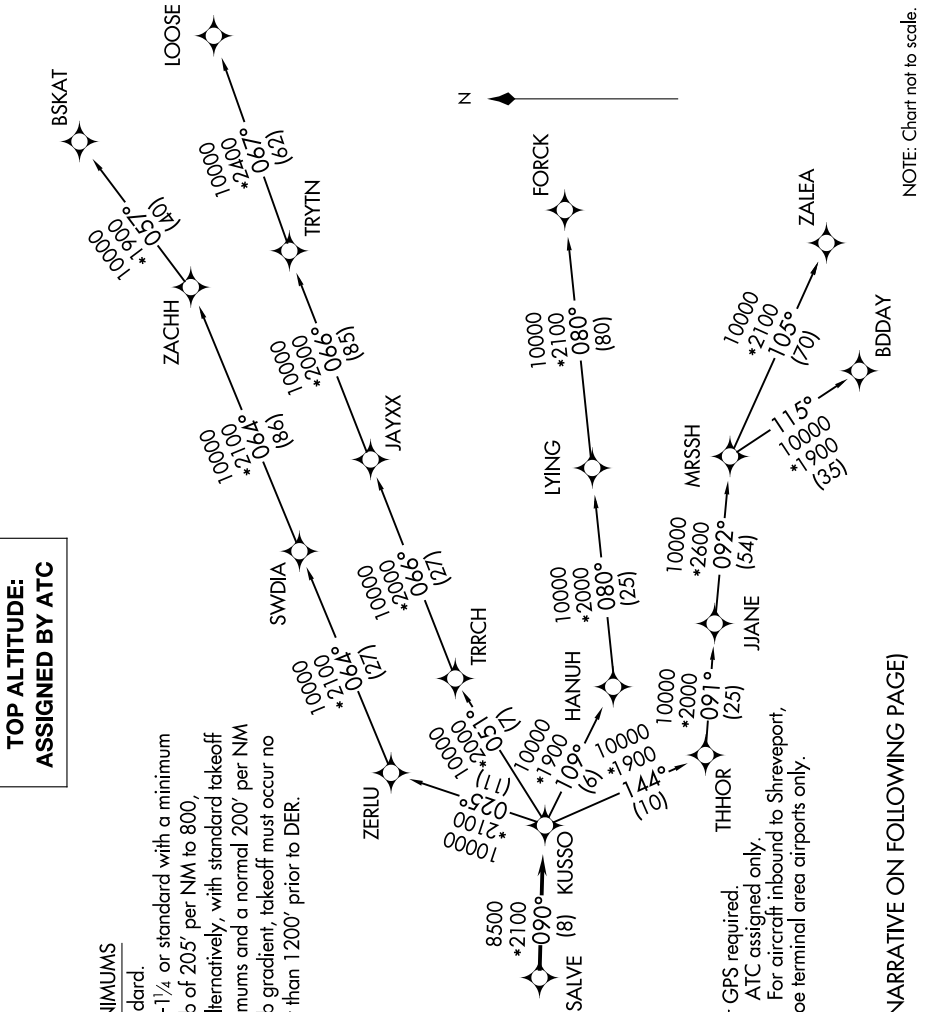 TOP ALTITUDE:
ASSIGNED BY ATC
NIMUMS
dard.
-1¼ or standard with a minimum
b of 205' per NM to 800,
lternatively, with standard takeoff
mums and a normal 200' per NM
b gradient, takeoff must occur no
than 1200' prior to DER.
BSKAT
10000
*1900
057°
(40)
ZACHH
10000
*2100
064°
(86)
SWDIA
10000
*2100
064°
(27)
ZERLU
10000
*2100
025°
(11)
LOOSE
10000
*2400
067°
(62)
TRYTN
10000
*2000
066°
(85)
JAYXX
10000
*2000
066°
(27)
TRRCH
10000
*2000
051°
(7)
N
FORCK
10000
*2100
080°
(80)
LYING
10000
*2000
080°
(25)
HANUH
10000
*1900
109°
(6)
SALVE
8500
*2100
090°
(8)
KUSSO
10000
*1900
144°
(10)
THHOR
10000
*2000
091°
(25)
JJANE
10000
*2600
092°
(54)
MRSSH
10000
*2100
105°
(70)
ZALEA
115°
10000
*1900
(35)
BDDAY
GPS required.
ATC assigned only.
For aircraft inbound to Shreveport,
oe terminal area airports only.
NARRATIVE ON FOLLOWING PAGE)
NOTE: Chart not to scale.